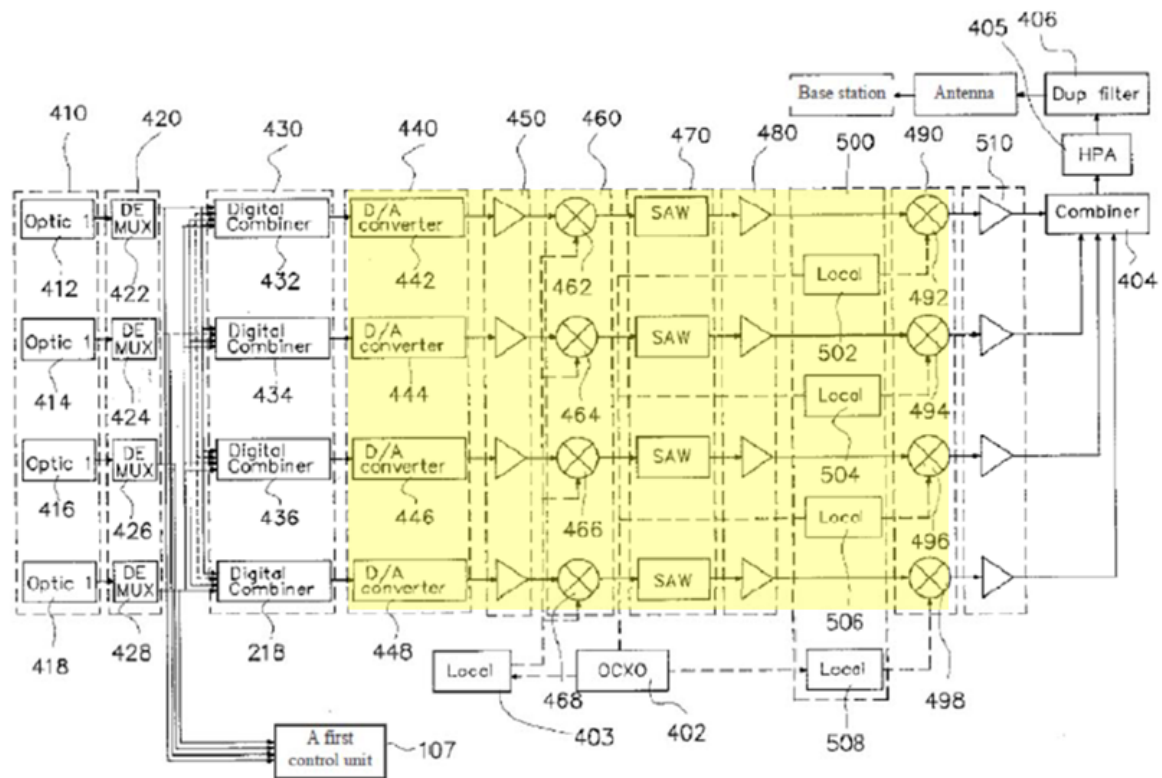 405
406
Base station
Antenna
Dup filter
410
420
430
440
450
460
470
480
500
490
510
HPA
Optic 1
DE
MUX
Digital
Combiner
D/A
converter
SAW
Combiner
412
422
432
442
462
Local
492
404
Optic 1
DE
MUX
Digital
Combiner
D/A
converter
SAW
502
414
424
434
444
464
Local
494
Optic 1
DE
MUX
Digital
Combiner
D/A
converter
SAW
504
416
426
436
446
466
Local
496
Optic 1
DE
MUX
Digital
Combiner
D/A
converter
SAW
506
418
428
218
448
Local
468
OCXO
Local
498
403
402
508
A first
control unit
107